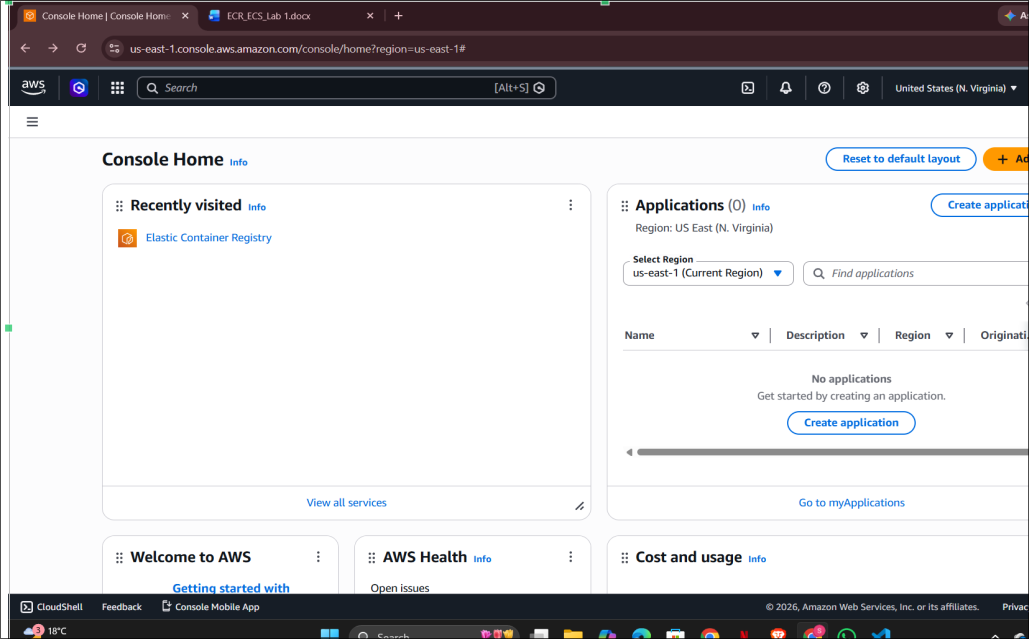 Console Home | Console Home
ECR_ECS_Lab 1.docx
us-east-1.console.aws.amazon.com/console/home?region=us-east-1#
aws
Search [Alt+S]
United States (N. Virginia)
Console Home Info
Reset to default layout
Recently visited Info
Elastic Container Registry
View all services
Applications (0) Info
Region: US East (N. Virginia)
Select Region
us-east-1 (Current Region)
Find applications
Name Description Region
No applications
Get started by creating an application.
Create application
Go to myApplications
Welcome to AWS
Getting started with
AWS Health Info
Open issues
Cost and usage Info
CloudShell Feedback Console Mobile App
© 2026, Amazon Web Services, Inc. or its affiliates.
3
18°C
Search